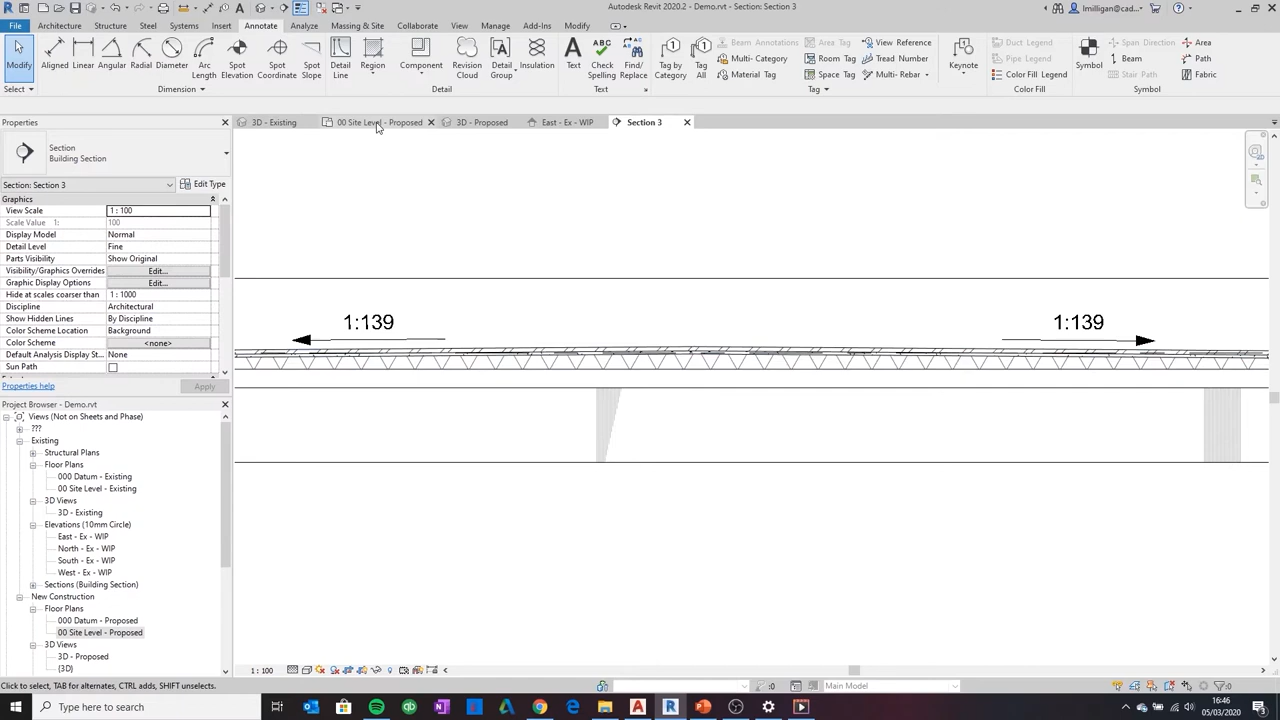 Autodesk Revit 2020.2 - Demo.rvt - Section: Section 3
lmilligan@cad...
File
Architecture
Structure
Steel
Systems
Insert
Annotate
Analyze
Massing & Site
Collaborate
View
Manage
Add-Ins
Modify
Modify
Aligned
Linear
Angular
Radial
Diameter
Arc Length
Spot Elevation
Spot Coordinate
Spot Slope
Detail Line
Region
Component
Revision Cloud
Detail Group
Insulation
Text
Check Spelling
Find/ Replace
Tag by Category
Tag All
Beam Annotations
Multi- Category
Material Tag
Area Tag
Room Tag
Space Tag
View Reference
Tread Number
Multi- Rebar
Keynote
Duct Legend
Pipe Legend
Color Fill Legend
Symbol
Span Direction
Beam
Stair Path
Area
Path
Fabric
Select
Dimension
Detail
Text
Tag
Color Fill
Symbol
Properties
3D - Existing
00 Site Level - Proposed
3D - Proposed
East - Ex - WIP
Section 3
Section
Building Section
Section: Section 3
Edit Type
Graphics
View Scale 1 : 100
Scale Value 1: 100
Display Model Normal
Detail Level Fine
Parts Visibility Show Original
Visibility/Graphics Overrides Edit...
Graphic Display Options Edit...
Hide at scales coarser than 1 : 1000
Discipline Architectural
Show Hidden Lines By Discipline
Color Scheme Location Background
Color Scheme <none>
Default Analysis Display St... None
Sun Path
Properties help
Apply
1:139
1:139
Project Browser - Demo.rvt
Views (Not on Sheets and Phase)
???
Existing
Structural Plans
Floor Plans
000 Datum - Existing
00 Site Level - Existing
3D Views
3D - Existing
Elevations (10mm Circle)
East - Ex - WIP
North - Ex - WIP
South - Ex - WIP
West - Ex - WIP
Sections (Building Section)
New Construction
Floor Plans
000 Datum - Proposed
00 Site Level - Proposed
3D Views
3D - Proposed
{3D}
1 : 100
Click to select, TAB for alternates, CTRL adds, SHIFT unselects.
:0
Main Model
:0
Type here to search
16:46
05/03/2020